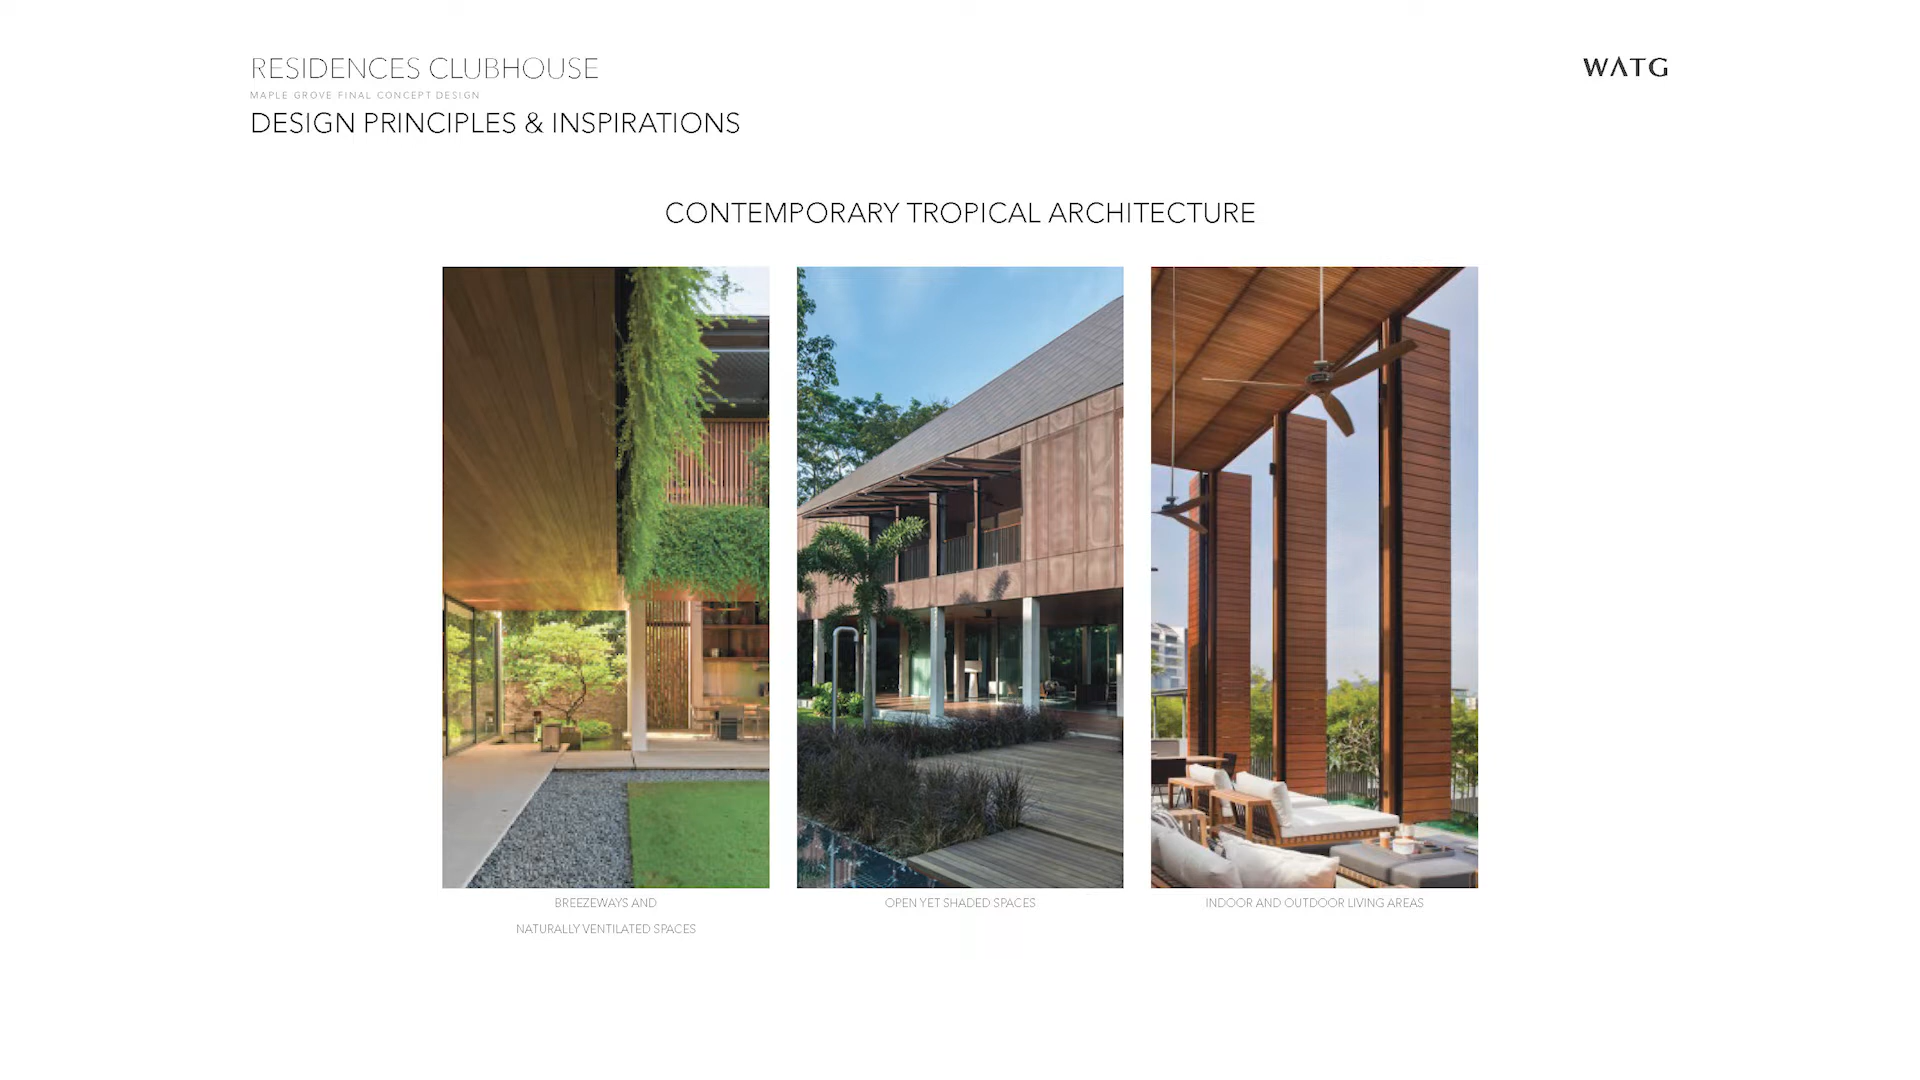 RESIDENCES CLUBHOUSE
WATG
MAPLE GROVE FINAL CONCEPT DESIGN
DESIGN PRINCIPLES & INSPIRATIONS
CONTEMPORARY TROPICAL ARCHITECTURE
BREEZEWAYS AND
NATURALLY VENTILATED SPACES
OPEN YET SHADED SPACES
INDOOR AND OUTDOOR LIVING AREAS